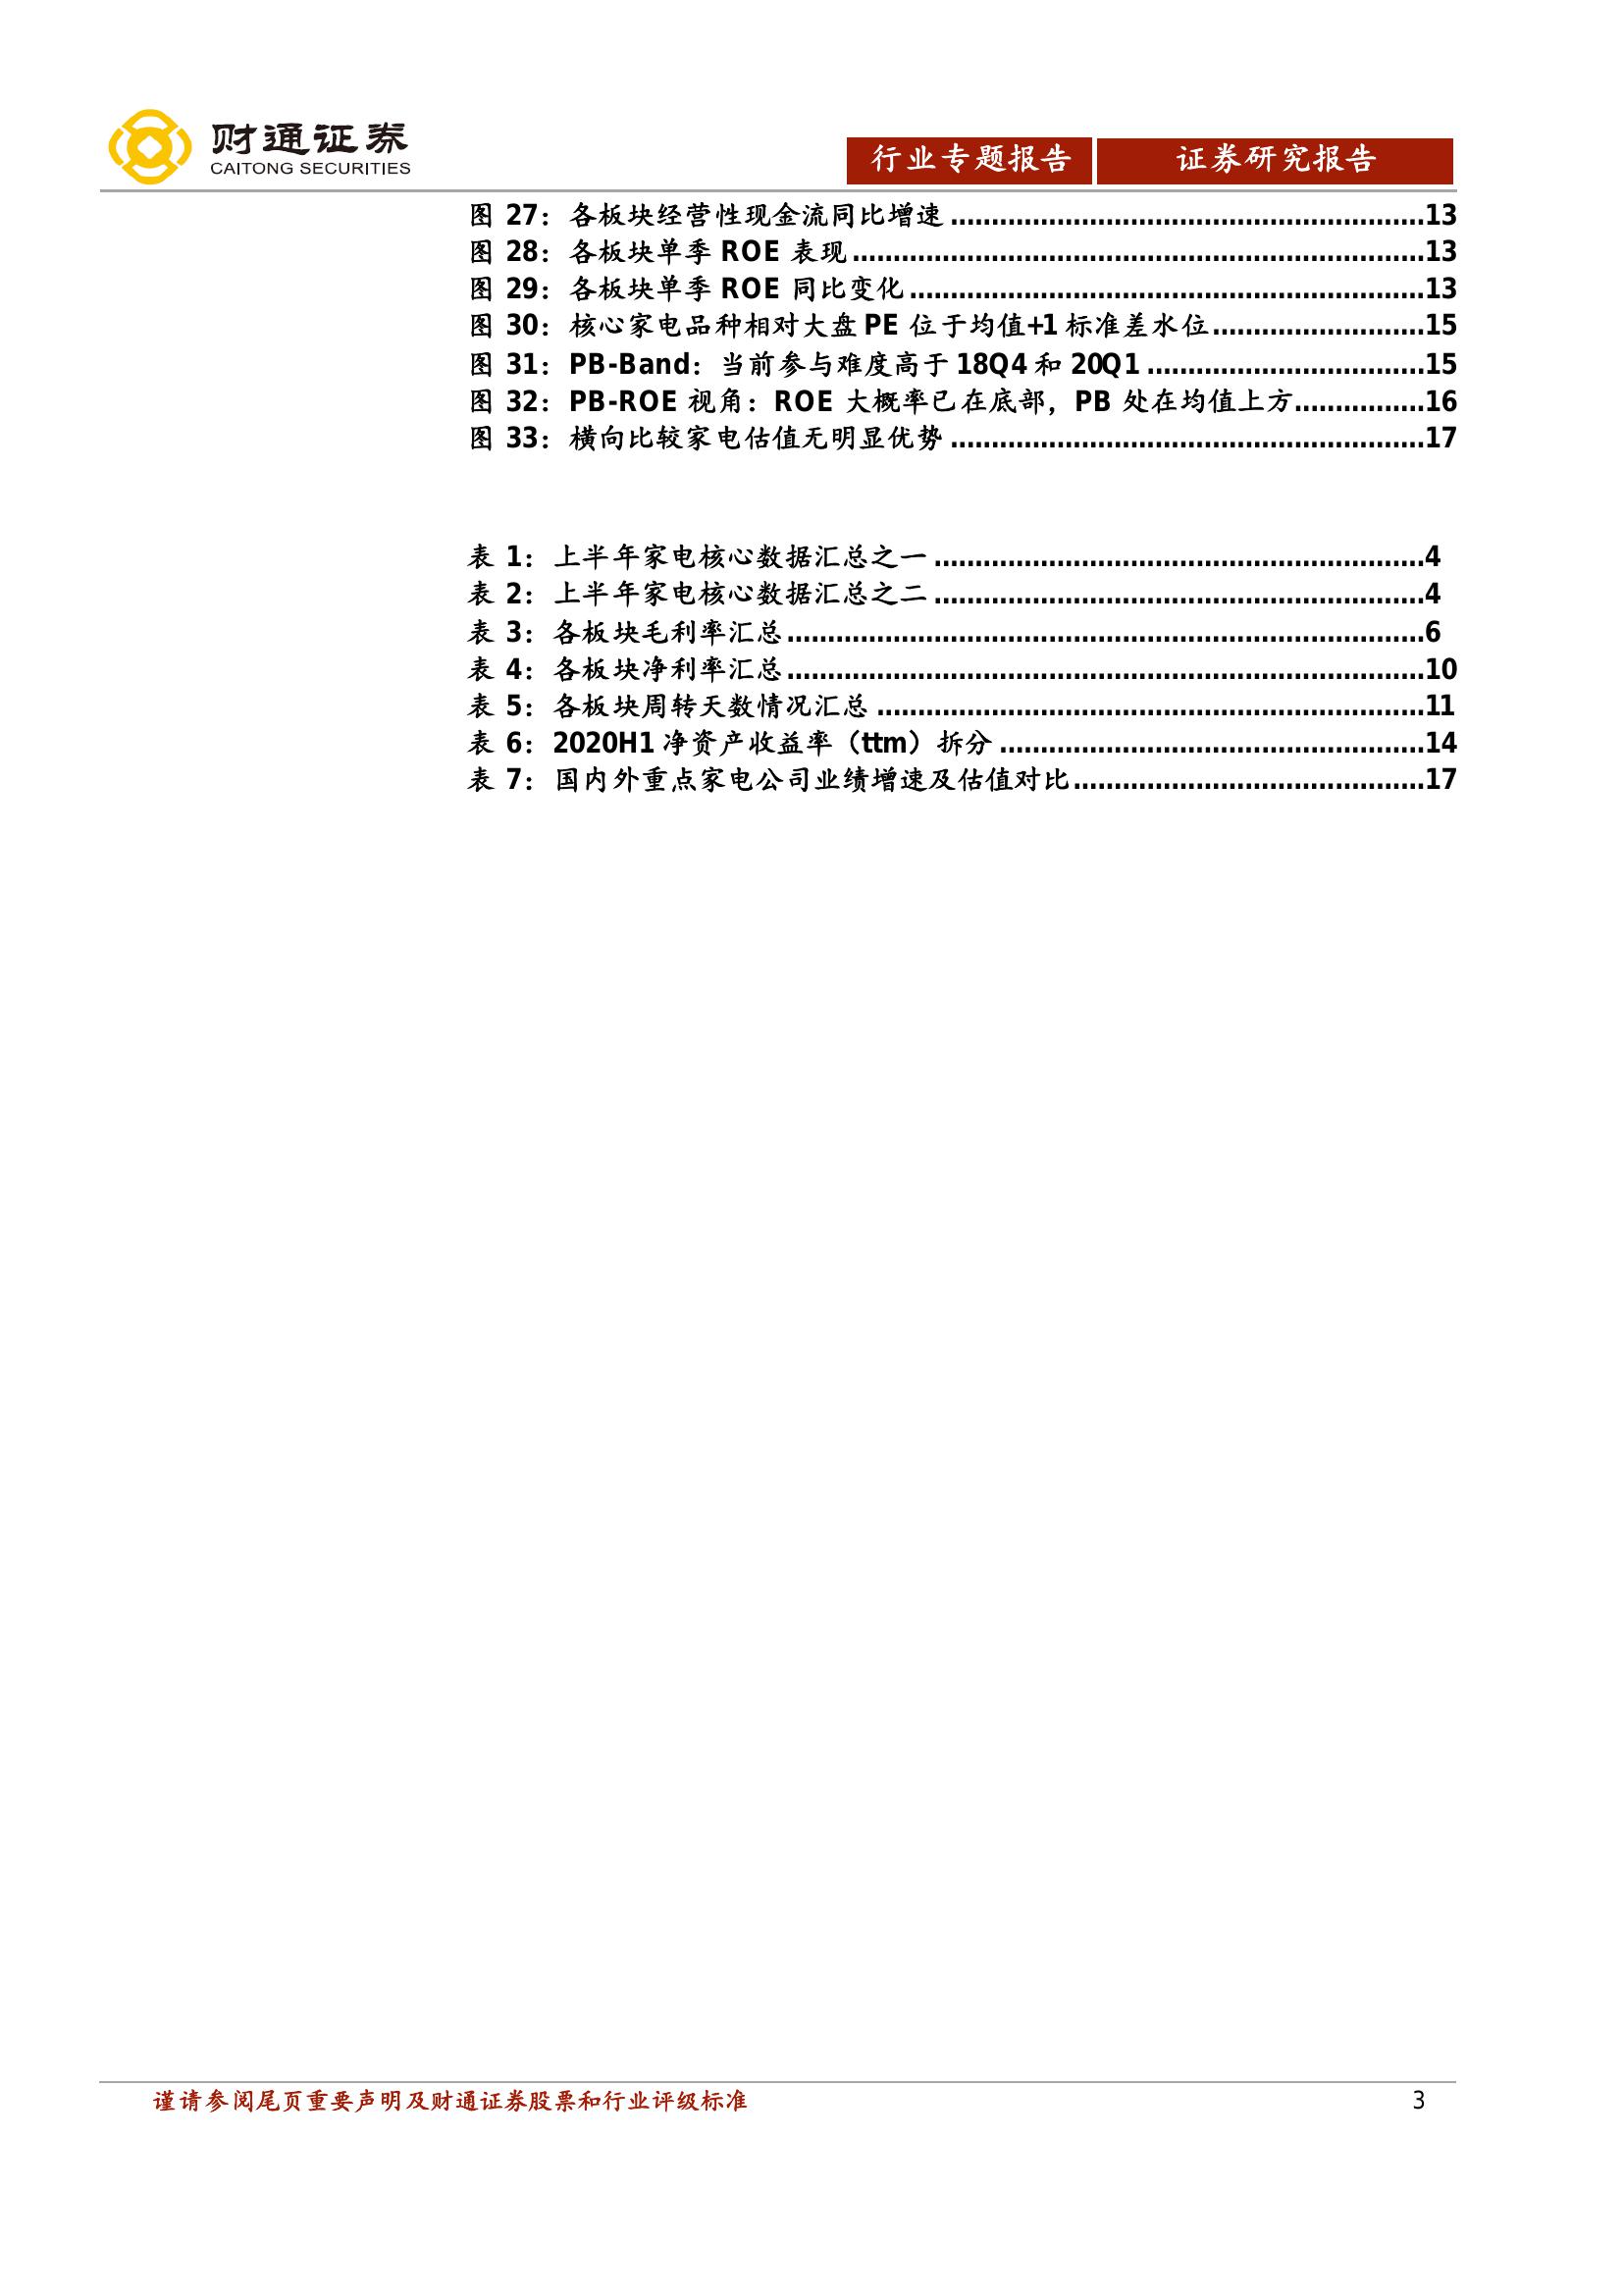 财通证券
CAITONG SECURITIES
行业专题报告 证券研究报告
图 27：各板块经营性现金流同比增速...........................................................13
图 28：各板块单季 ROE 表现.......................................................................13
图 29：各板块单季 ROE 同比变化................................................................13
图 30：核心家电品种相对大盘 PE 位于均值+1 标准差水位..........................15
图 31：PB-Band：当前参与难度高于 18Q4 和 20Q1..................................15
图 32：PB-ROE 视角：ROE 大概率已在底部，PB 处在均值上方................16
图 33：横向比较家电估值无明显优势...........................................................17
表 1：上半年家电核心数据汇总之一.............................................................4
表 2：上半年家电核心数据汇总之二.............................................................4
表 3：各板块毛利率汇总...............................................................................6
表 4：各板块净利率汇总...............................................................................10
表 5：各板块周转天数情况汇总....................................................................11
表 6：2020H1 净资产收益率（ttm）拆分.....................................................14
表 7：国内外重点家电公司业绩增速及估值对比............................................17
谨请参阅尾页重要声明及财通证券股票和行业评级标准 3